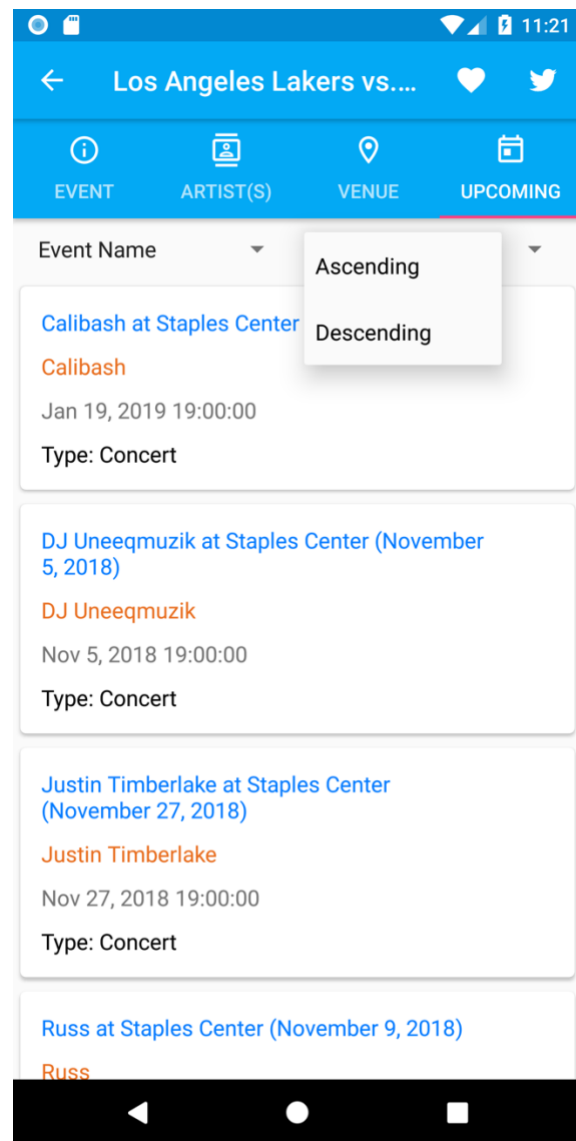 11:21
Los Angeles Lakers vs....
EVENT
ARTIST(S)
VENUE
UPCOMING
Event Name
Ascending
Descending
Calibash at Staples Center
Calibash
Jan 19, 2019 19:00:00
Type: Concert
DJ Uneeqmuzik at Staples Center (November
5, 2018)
DJ Uneeqmuzik
Nov 5, 2018 19:00:00
Type: Concert
Justin Timberlake at Staples Center
(November 27, 2018)
Justin Timberlake
Nov 27, 2018 19:00:00
Type: Concert
Russ at Staples Center (November 9, 2018)
Russ